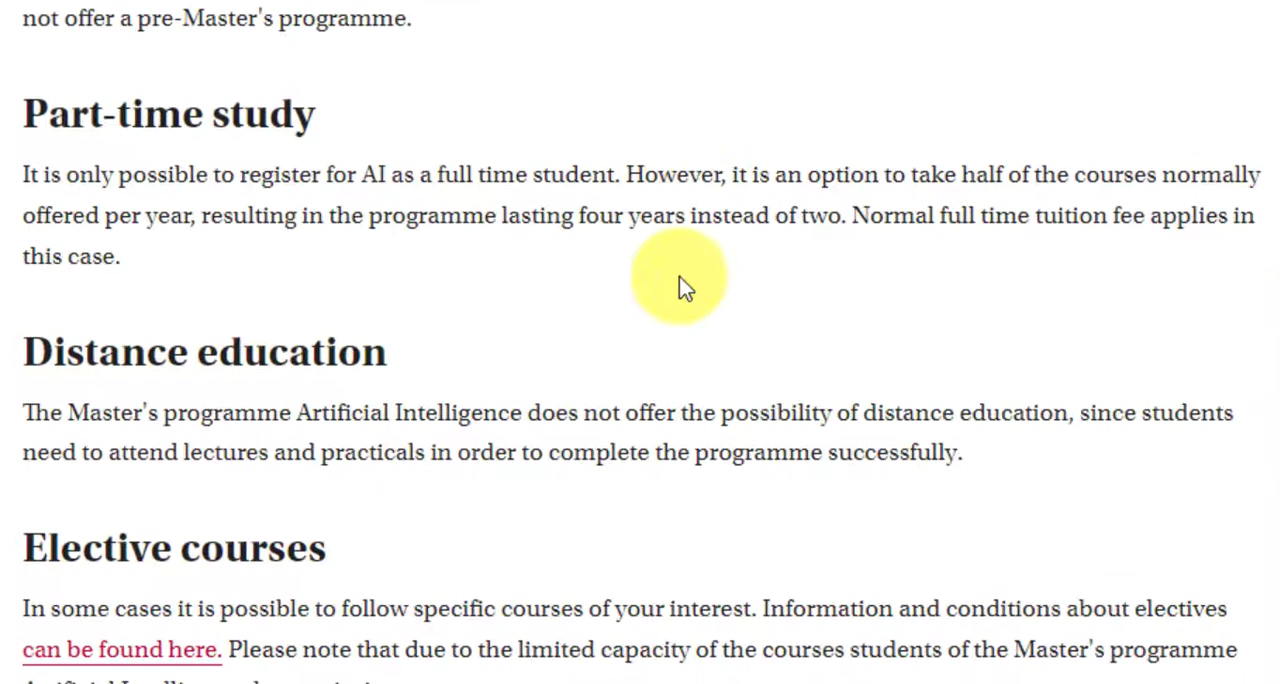 not offer a pre-Master's programme.
Part-time study
It is only possible to register for AI as a full time student. However, it is an option to take half of the courses normally
offered per year, resulting in the programme lasting four years instead of two. Normal full time tuition fee applies in
this case.
Distance education
The Master's programme Artificial Intelligence does not offer the possibility of distance education, since students
need to attend lectures and practicals in order to complete the programme successfully.
Elective courses
In some cases it is possible to follow specific courses of your interest. Information and conditions about electives
can be found here. Please note that due to the limited capacity of the courses students of the Master's programme